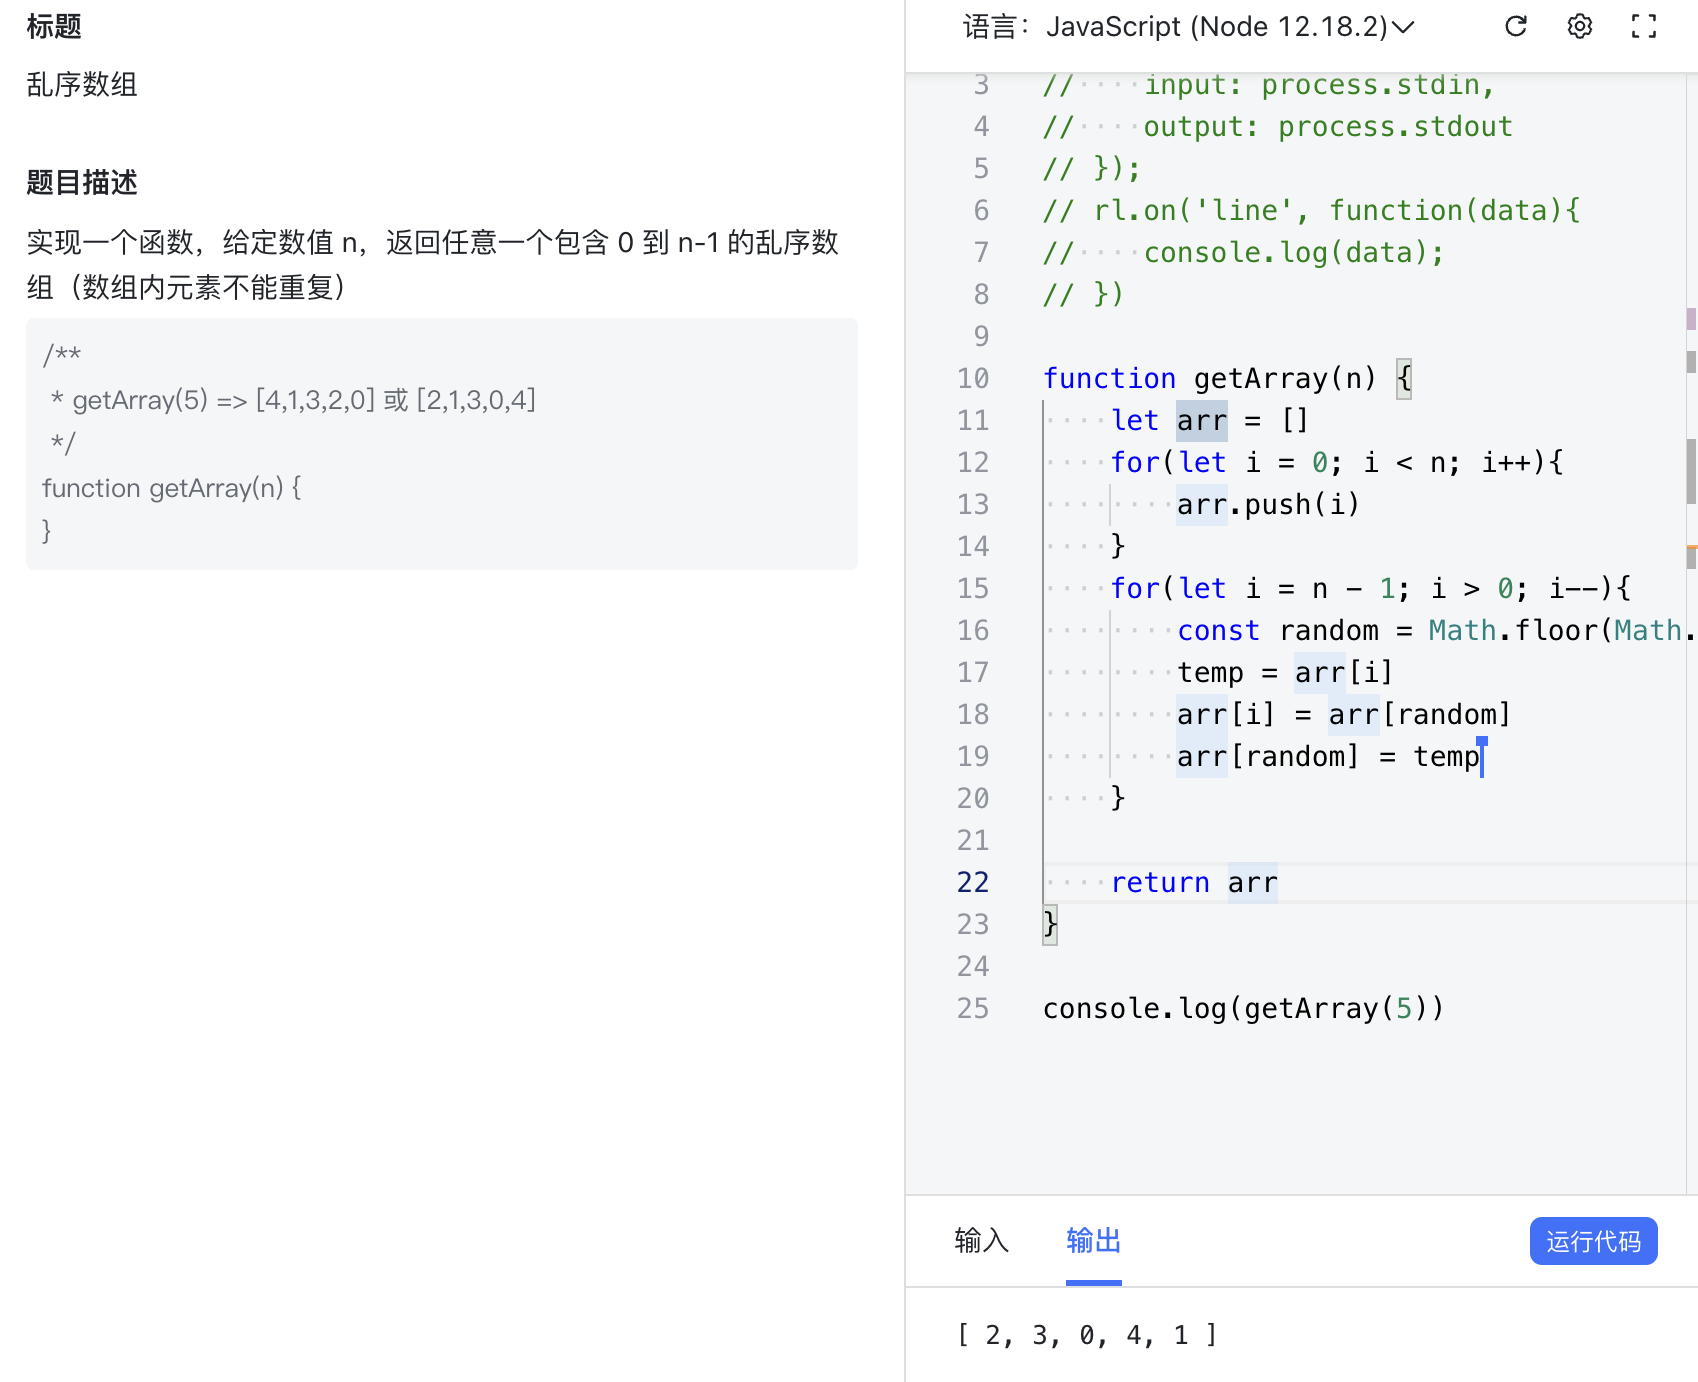 标题
乱序数组
题目描述
实现一个函数，给定数值 n，返回任意一个包含 0 到 n-1 的乱序数
组（数组内元素不能重复）
/**
 * getArray(5) => [4,1,3,2,0] 或 [2,1,3,0,4]
 */
function getArray(n) {
}
语言：JavaScript (Node 12.18.2)
3 //    input: process.stdin,
4 //    output: process.stdout
5 // });
6 // rl.on('line', function(data){
7 //    console.log(data);
8 // })
9
10 function getArray(n) {
11     let arr = []
12     for(let i = 0; i < n; i++){
13         arr.push(i)
14     }
15     for(let i = n - 1; i > 0; i--){
16         const random = Math.floor(Math.
17         temp = arr[i]
18         arr[i] = arr[random]
19         arr[random] = temp
20     }
21
22     return arr
23 }
24
25 console.log(getArray(5))
输入 输出 运行代码
[ 2, 3, 0, 4, 1 ]